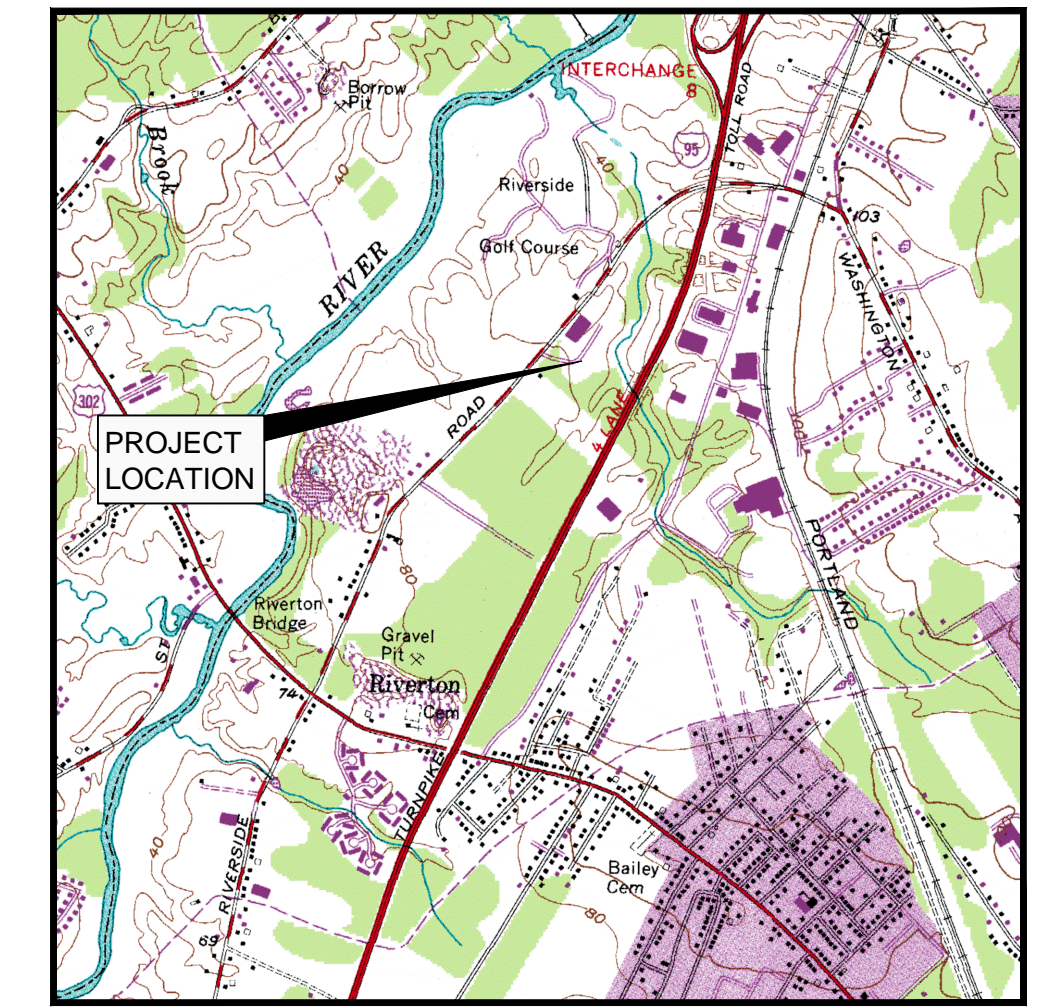 INTERCHANGE
8
TOLL ROAD
Borrow
Pit
Brook
95
40
40
Riverside
103
Golf Course
WASHINGTON
RIVER
302
4 LANE
ROAD
100
PROJECT
LOCATION
PORTLAND
80
Riverton
Bridge
ST
Gravel
Pit
74
Riverton
Cem
TURNPIKE
40
RIVERSIDE
Bailey
Cem
80
69